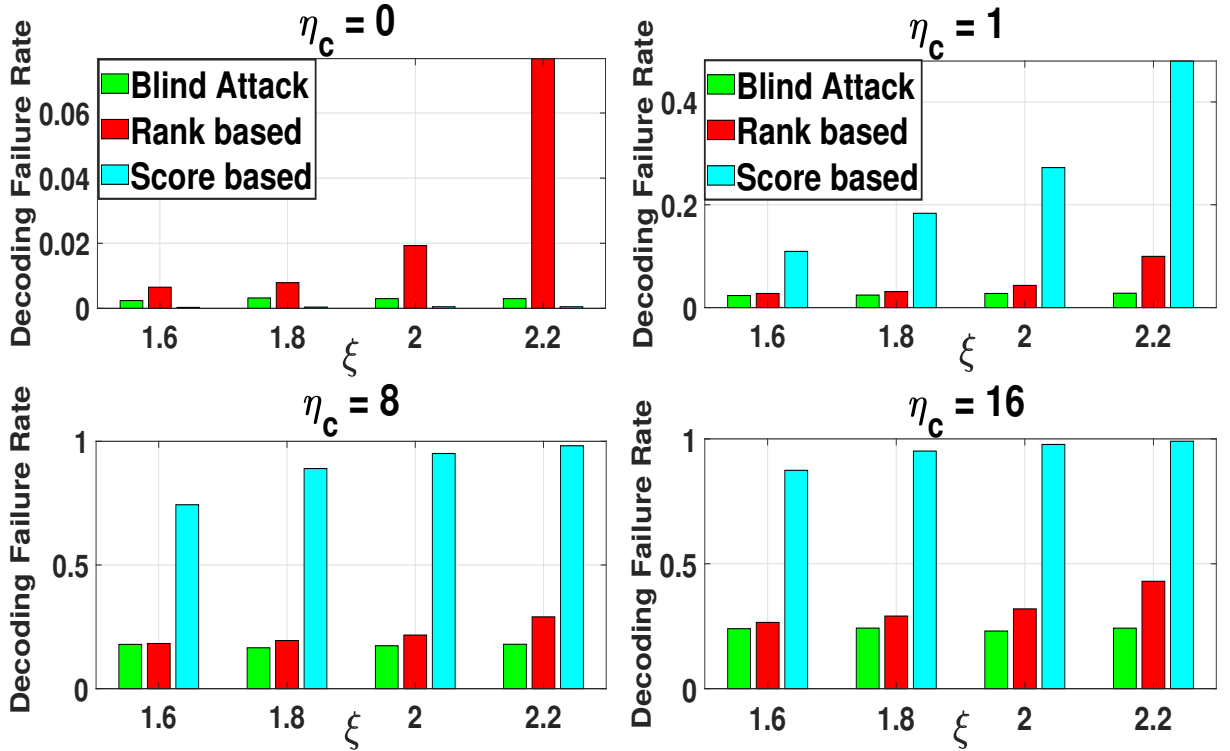 η_c = 0
Decoding Failure Rate
0.06
0.04
0.02
0
Blind Attack
Rank based
Score based
1.6 1.8 2 2.2
ξ
η_c = 1
Decoding Failure Rate
0.4
0.2
0
Blind Attack
Rank based
Score based
1.6 1.8 2 2.2
ξ
η_c = 8
Decoding Failure Rate
1
0.5
0
1.6 1.8 2 2.2
ξ
η_c = 16
Decoding Failure Rate
1
0.5
0
1.6 1.8 2 2.2
ξ